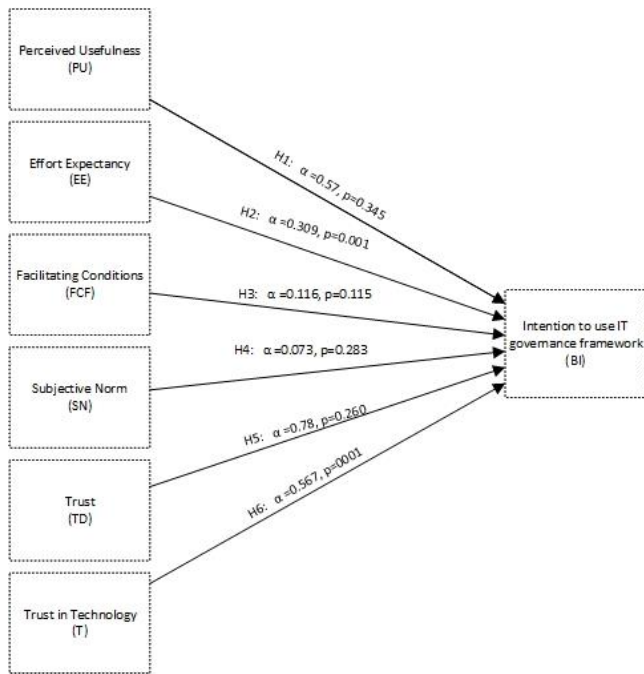 Perceived Usefulness
(PU)
Effort Expectancy
(EE)
Facilitating Conditions
(FCF)
Subjective Norm
(SN)
Trust
(TD)
Trust in Technology
(T)
H1: α=0.57, p=0.345
H2: α=0.309, p=0.001
H3: α=0.116, p=0.115
H4: α=0.073, p=0.283
H5: α=0.78, p=0.260
H6: α=0.567, p=0001
Intention to use IT
governance framework
(BI)